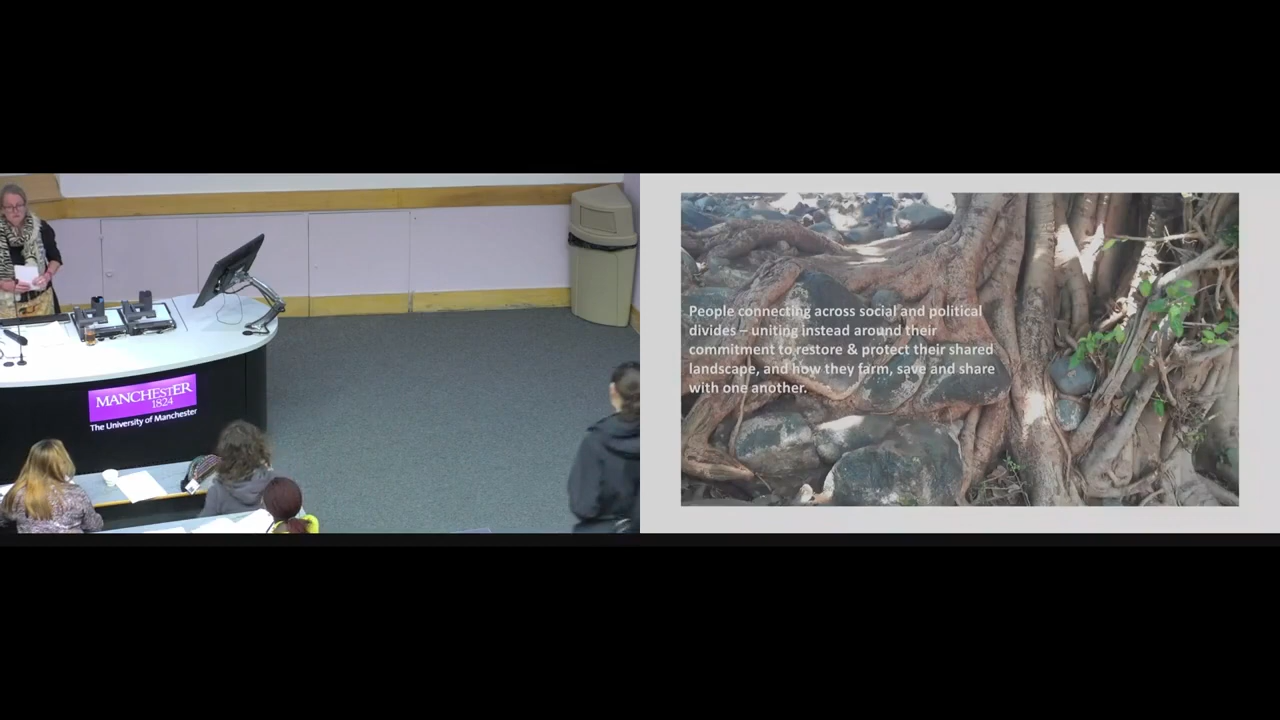 MANCHESTER
1824
The University of Manchester
People connecting across social and political
divides – uniting instead around their
commitment to restore & protect their shared
landscape, and how they farm, save and share
with one another.